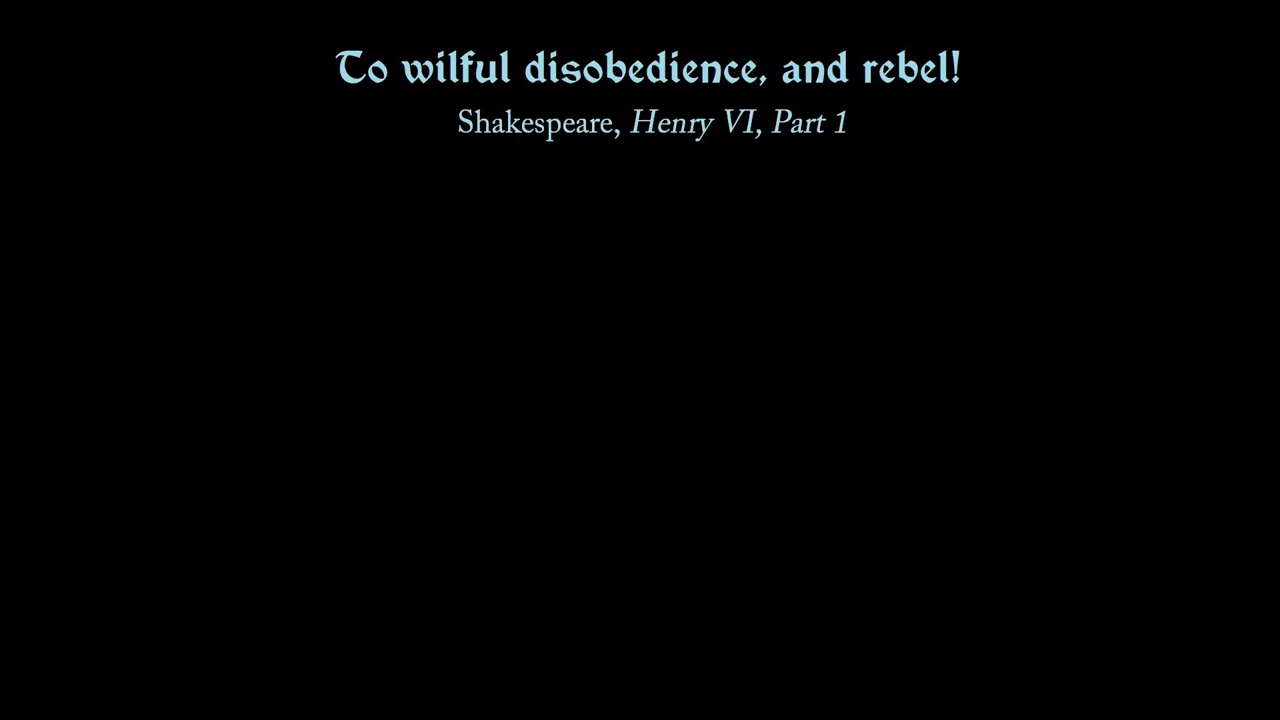 To wilful disobedience, and rebel!
Shakespeare, Henry VI, Part 1